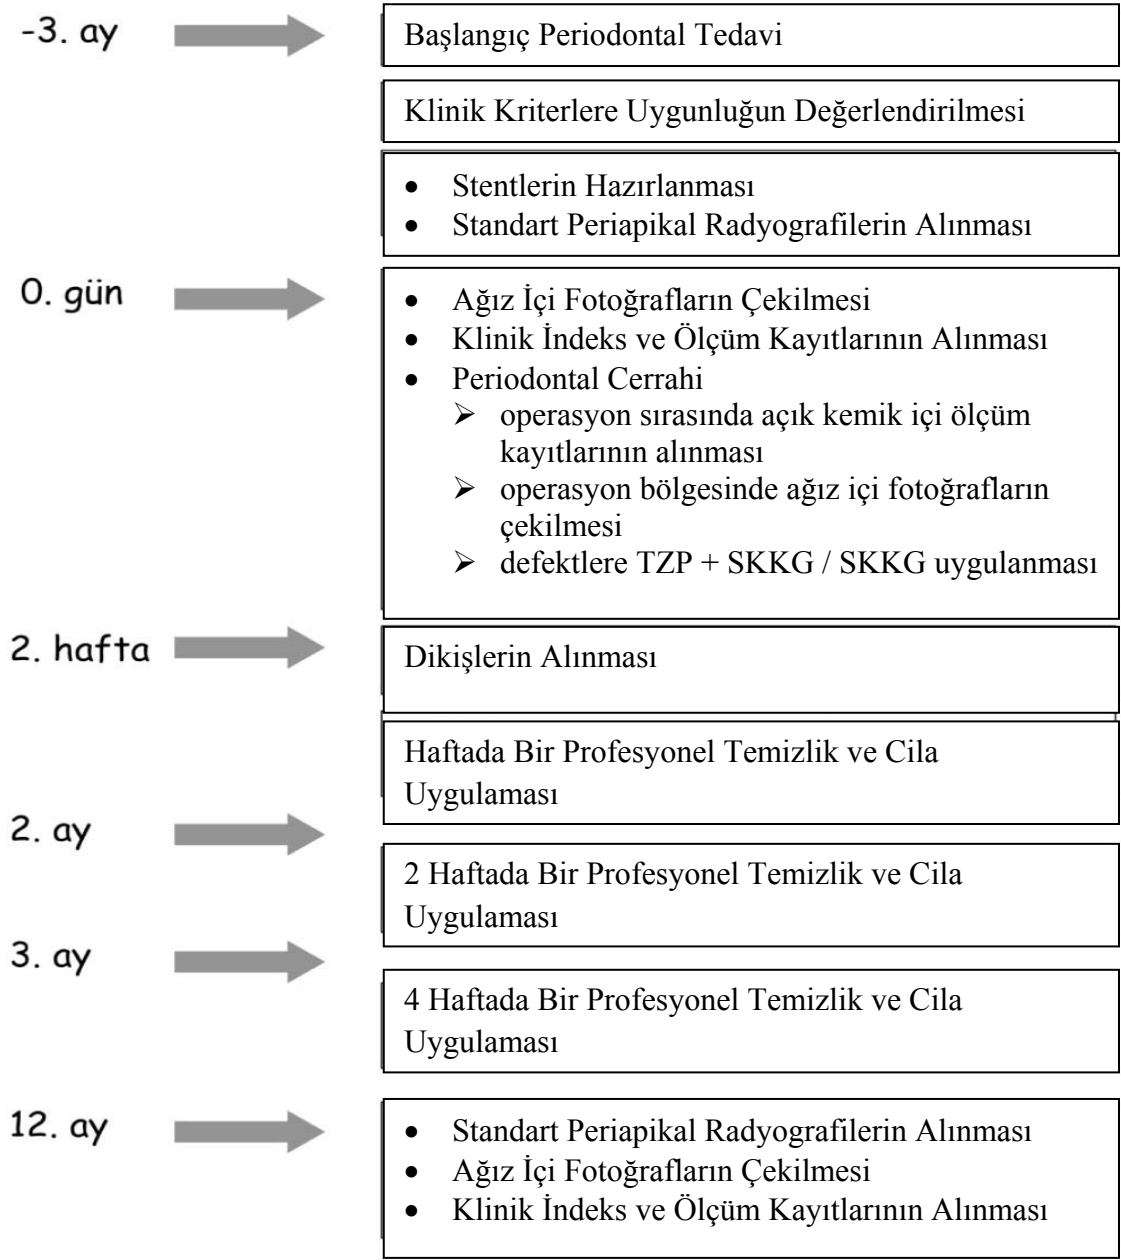 -3. ay
Başlangıç Periodontal Tedavi
Klinik Kriterlere Uygunluğun Değerlendirilmesi
• Stentlerin Hazırlanması
• Standart Periapikal Radyografilerin Alınması
0. gün
• Ağız İçi Fotoğrafların Çekilmesi
• Klinik İndeks ve Ölçüm Kayıtlarının Alınması
• Periodontal Cerrahi
➢ operasyon sırasında açık kemik içi ölçüm
kayıtlarının alınması
➢ operasyon bölgesinde ağız içi fotoğrafların
çekilmesi
➢ defektlere TZP + SKKG / SKKG uygulanması
2. hafta
Dikişlerin Alınması
Haftada Bir Profesyonel Temizlik ve Cila
Uygulaması
2. ay
2 Haftada Bir Profesyonel Temizlik ve Cila
Uygulaması
3. ay
4 Haftada Bir Profesyonel Temizlik ve Cila
Uygulaması
12. ay
• Standart Periapikal Radyografilerin Alınması
• Ağız İçi Fotoğrafların Çekilmesi
• Klinik İndeks ve Ölçüm Kayıtlarının Alınması